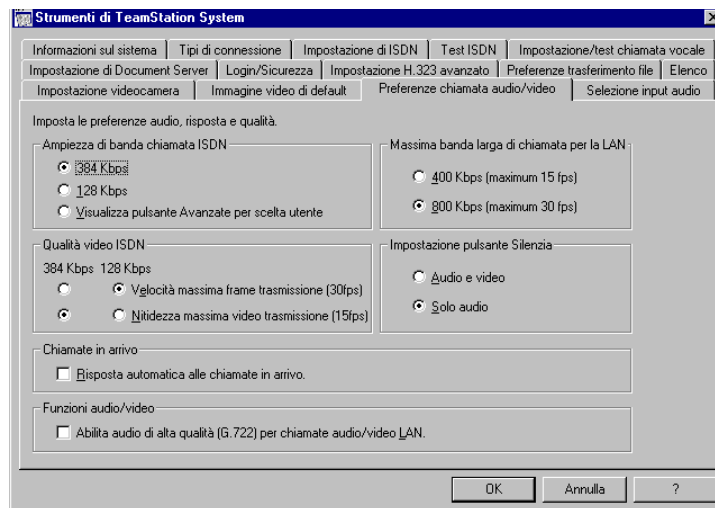 Strumenti di TeamStation System
Informazioni sul sistema Tipi di connessione Impostazione di ISDN Test ISDN Impostazione/test chiamata vocale
Impostazione di Document Server Login/Sicurezza Impostazione H.323 avanzato Preferenze trasferimento file Elenco
Impostazione videocamera Immagine video di default Preferenze chiamata audio/video Selezione input audio
Imposta le preferenze audio, risposta e qualità.
Ampiezza di banda chiamata ISDN
384 Kbps
128 Kbps
Visualizza pulsante Avanzate per scelta utente
Massima banda larga di chiamata per la LAN
400 Kbps (maximum 15 fps)
800 Kbps (maximum 30 fps)
Qualità video ISDN
384 Kbps 128 Kbps
Velocità massima frame trasmissione (30fps)
Nitidezza massima video trasmissione (15fps)
Impostazione pulsante Silenzia
Audio e video
Solo audio
Chiamate in arrivo
Risposta automatica alle chiamate in arrivo.
Funzioni audio/video
Abilita audio di alta qualità (G.722) per chiamate audio/video LAN.
OK Annulla ?